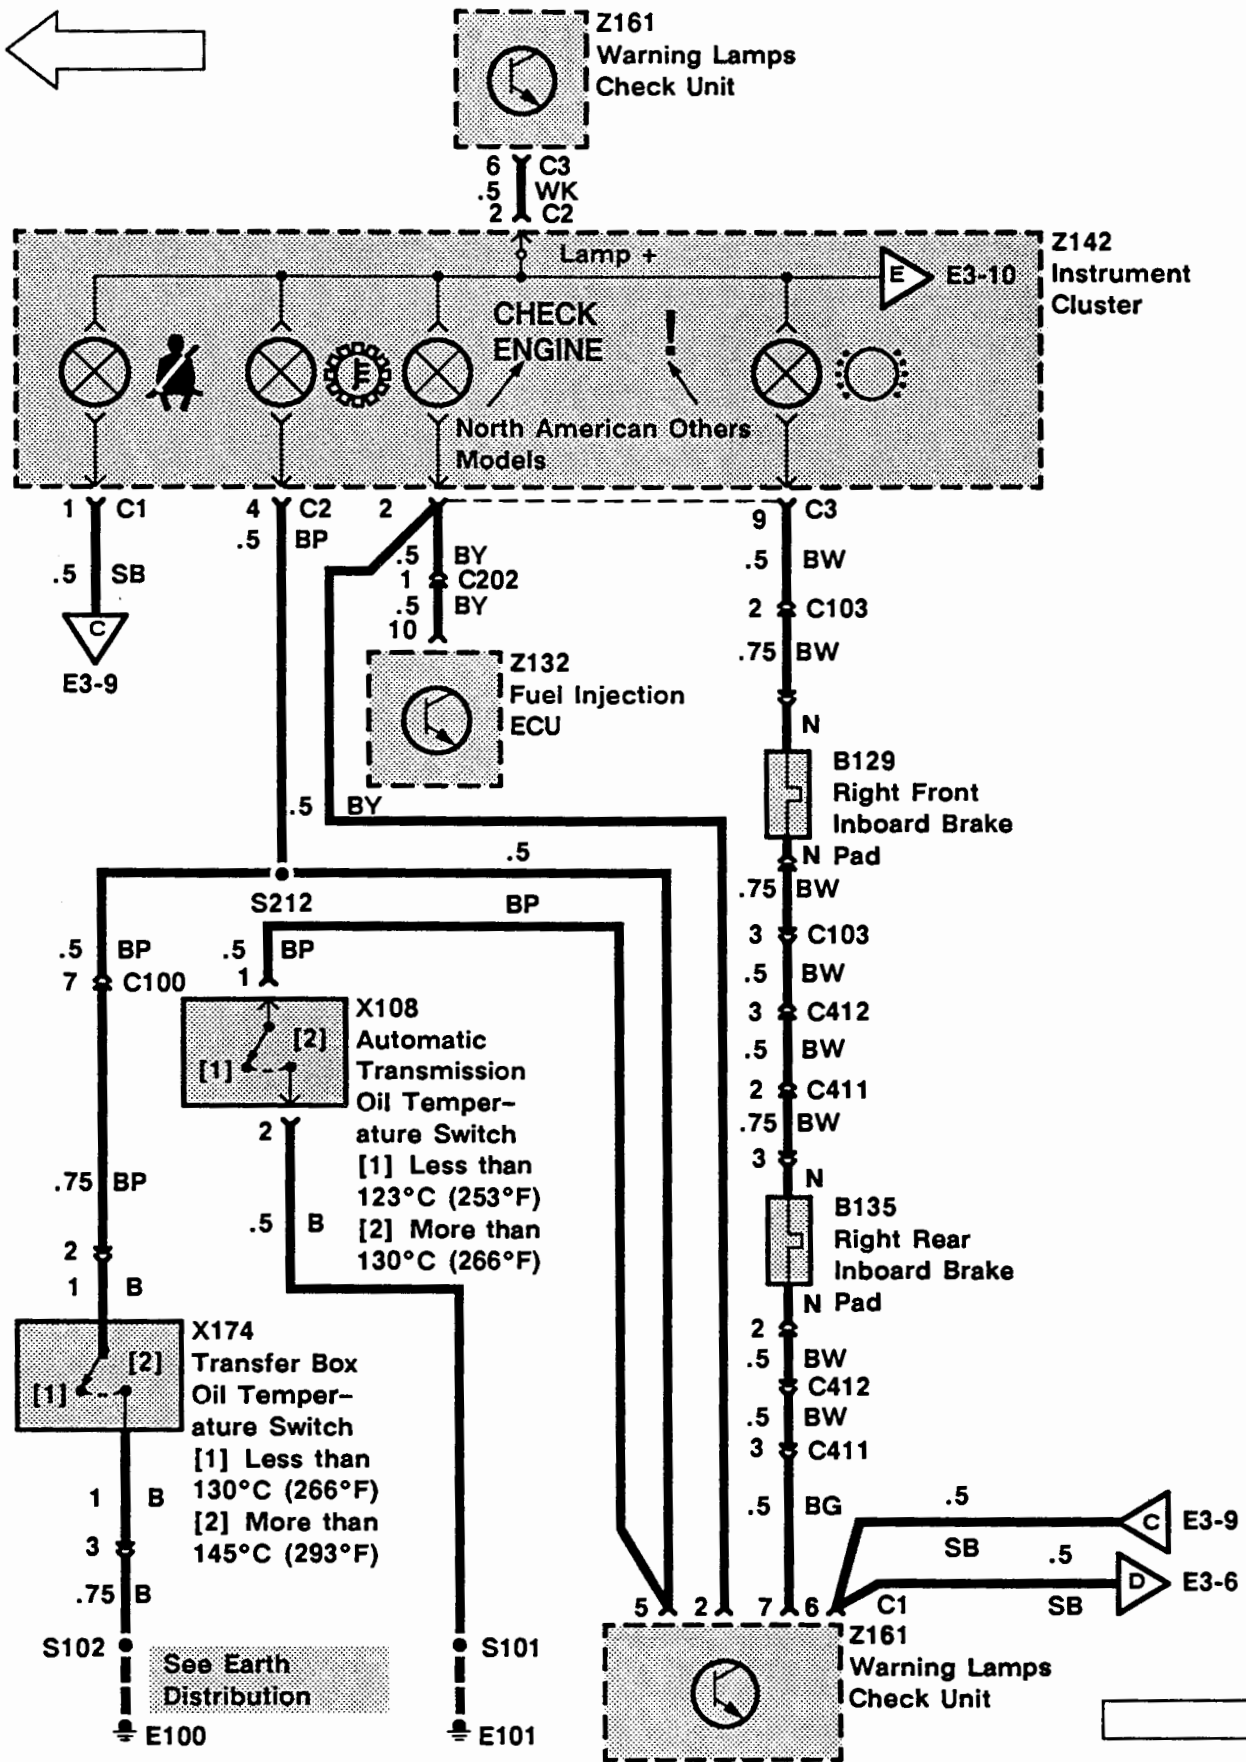 Z161
Warning Lamps
Check Unit
6 C3
.5 WK
2 C2
Lamp +
Z142
Instrument
Cluster
E E3-10
CHECK
ENGINE
!
North American Others
Models
1 C1
4 C2
2
9 C3
.5 BP
.5 SB
C
E3-9
.5 BY
1 C202
.5 BY
10
.5 BW
2 C103
.75 BW
N
Z132
Fuel Injection
ECU
B129
Right Front
Inboard Brake
N Pad
.5 BY
.5
S212
BP
.75 BW
3 C103
.5 BP
7 C100
.5 BP
1
.5 BW
3 C412
.5 BW
2 C411
.75 BW
3
N
X108
Automatic
Transmission
Oil Temper-
ature Switch
[1] Less than
123°C (253°F)
[2] More than
130°C (266°F)
[2]
[1]
2
.5 B
.75 BP
2
1 B
B135
Right Rear
Inboard Brake
N Pad
2
.5 BW
C412
.5 BW
3 C411
.5 BG
X174
Transfer Box
Oil Temper-
ature Switch
[1] Less than
130°C (266°F)
[2] More than
145°C (293°F)
[2]
[1]
1 B
3
.75 B
S102
See Earth
Distribution
E100
S101
E101
.5
SB
C E3-9
.5
SB
D E3-6
5 2 7 6 C1
Z161
Warning Lamps
Check Unit